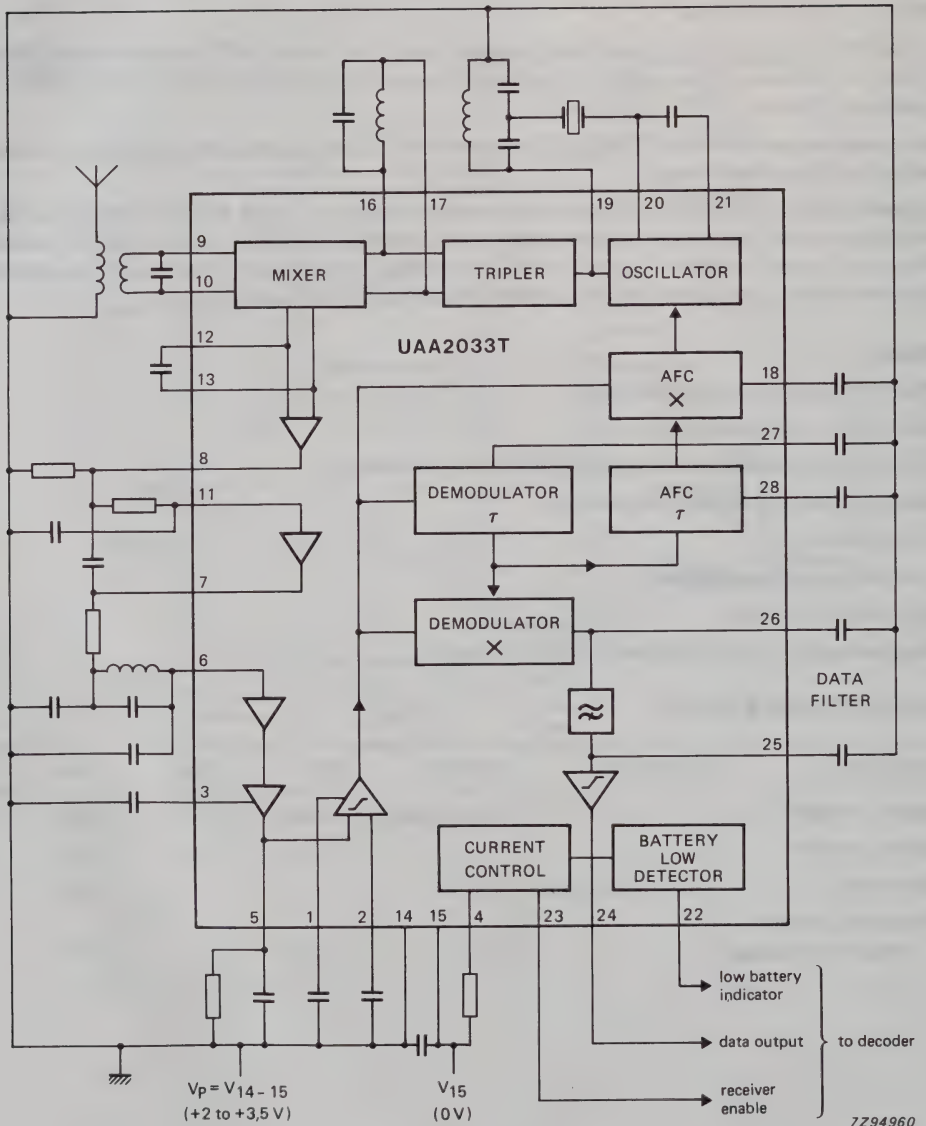 16
17
19
20
21
9
10
MIXER
TRIPLER
OSCILLATOR
UAA2033T
12
13
AFC
×
18
27
8
11
DEMODULATOR
τ
AFC
τ
28
7
DEMODULATOR
×
26
6
DATA
FILTER
25
3
CURRENT
CONTROL
BATTERY
LOW
DETECTOR
5
1
2
14
15
4
23
24
22
low battery
indicator
data output
to decoder
receiver
enable
VP = V14-15
(+2 to +3,5 V)
V15
(0 V)
7Z94960